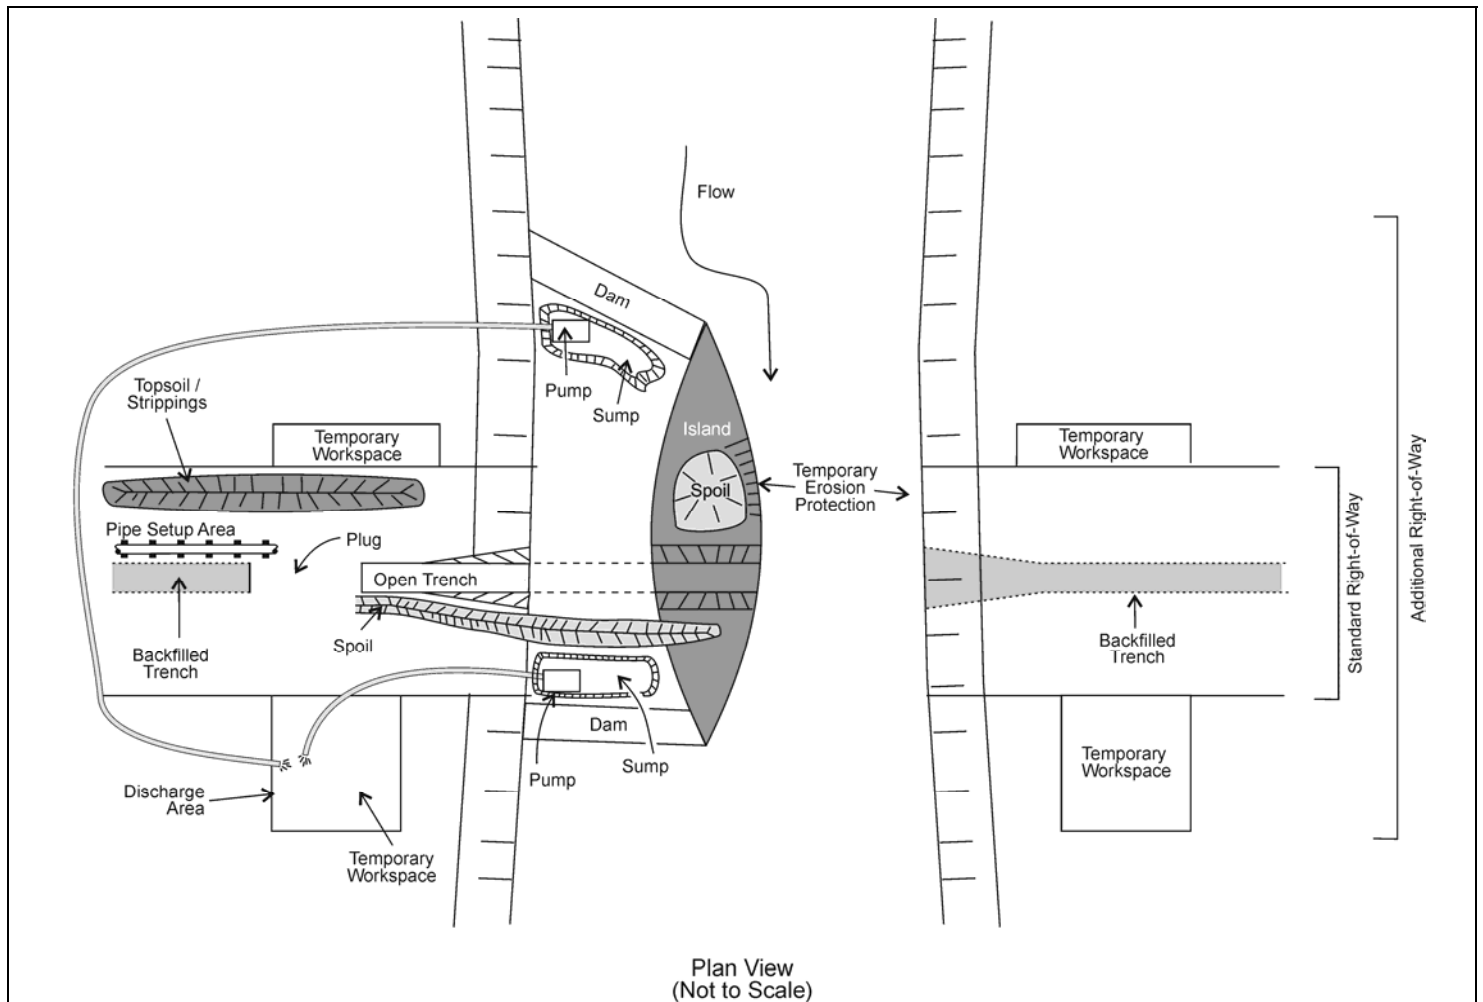 Flow
Dam
Pump
Sump
Topsoil /
Strippings
Temporary
Workspace
Island
Spoil
Temporary
Erosion
Protection
Temporary
Workspace
Pipe Setup Area
Plug
Open Trench
Spoil
Backfilled
Trench
Backfilled
Trench
Standard Right-of-Way
Additional Right-of-Way
Dam
Pump
Sump
Discharge
Area
Temporary
Workspace
Temporary
Workspace
Plan View
(Not to Scale)